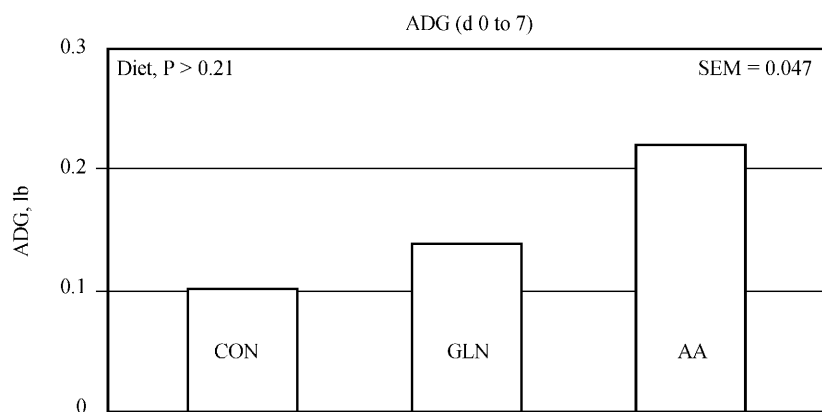 ADG (d 0 to 7)
0.3
Diet, P > 0.21
SEM = 0.047
0.2
ADG, lb
0.1
CON
GLN
AA
0